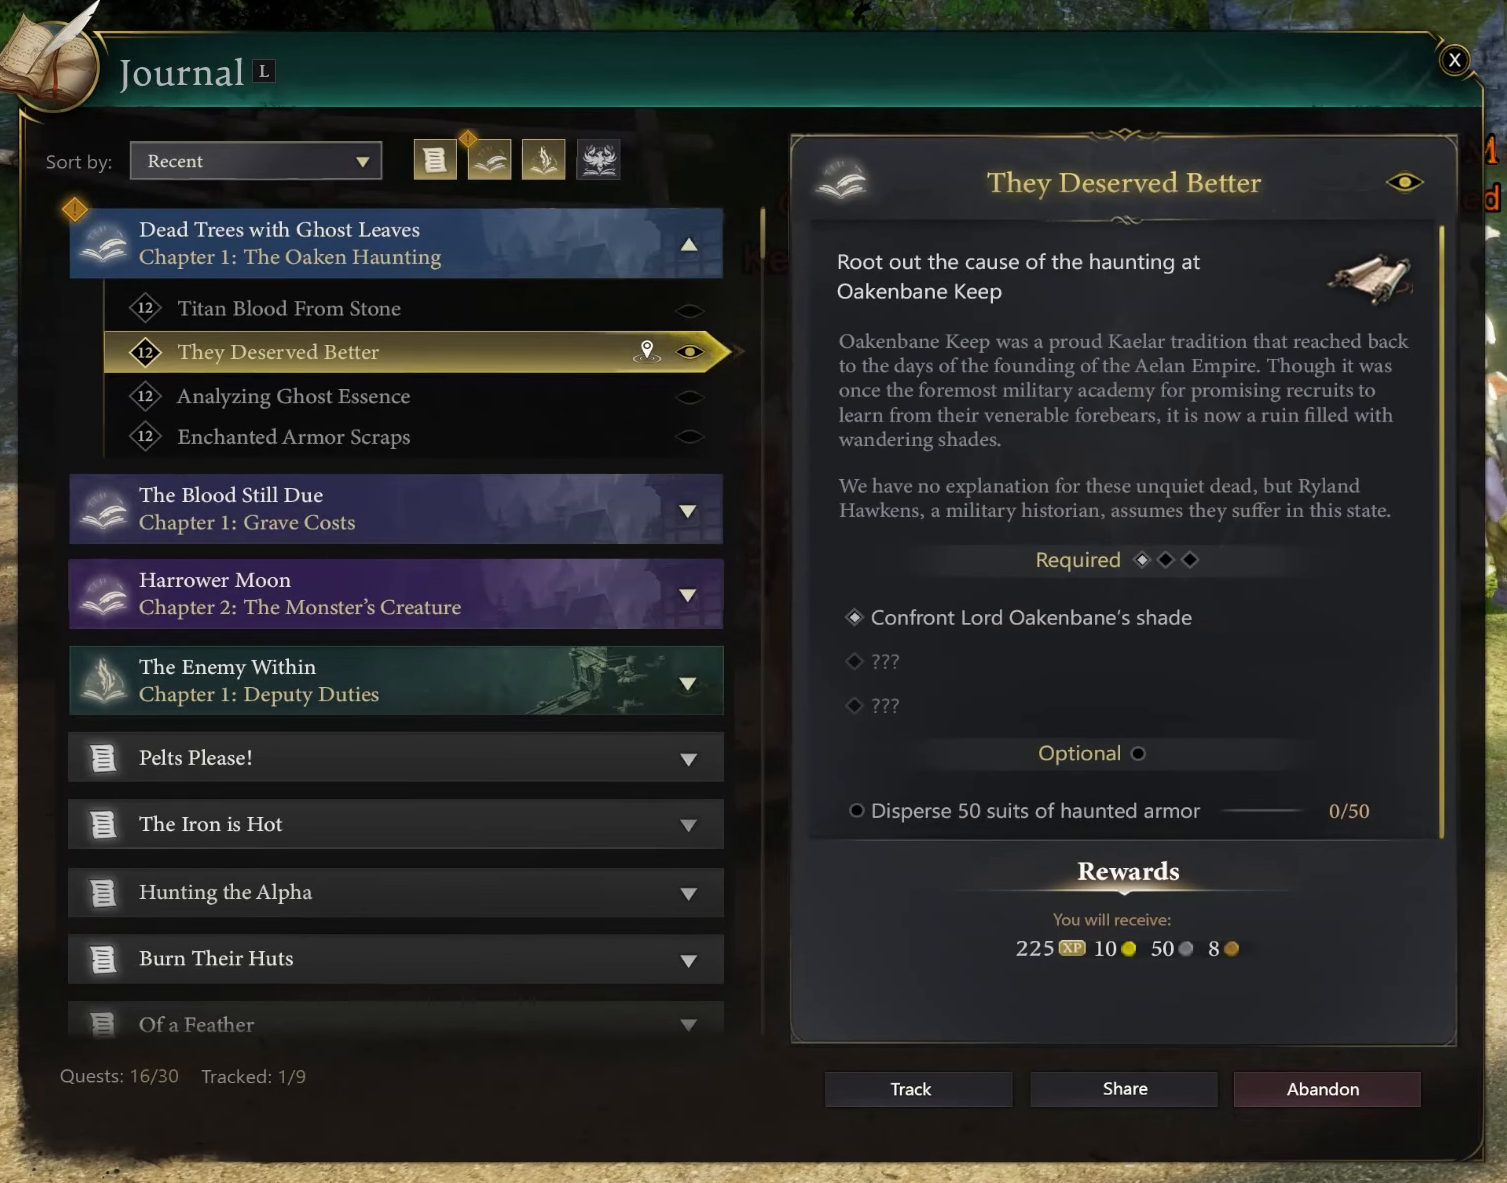 Journal L
X
Sort by: Recent
Dead Trees with Ghost Leaves
Chapter 1: The Oaken Haunting
12 Titan Blood From Stone
12 They Deserved Better
12 Analyzing Ghost Essence
12 Enchanted Armor Scraps
The Blood Still Due
Chapter 1: Grave Costs
Harrower Moon
Chapter 2: The Monster's Creature
The Enemy Within
Chapter 1: Deputy Duties
Pelts Please!
The Iron is Hot
Hunting the Alpha
Burn Their Huts
Of a Feather
Quests: 16/30 Tracked: 1/9
They Deserved Better
Root out the cause of the haunting at
Oakenbane Keep
Oakenbane Keep was a proud Kaelar tradition that reached back
to the days of the founding of the Aelan Empire. Though it was
once the foremost military academy for promising recruits to
learn from their venerable forebears, it is now a ruin filled with
wandering shades.
We have no explanation for these unquiet dead, but Ryland
Hawkens, a military historian, assumes they suffer in this state.
Required
Confront Lord Oakenbane's shade
???
???
Optional
Disperse 50 suits of haunted armor 0/50
Rewards
You will receive:
225 XP 10 50 8
Track
Share
Abandon